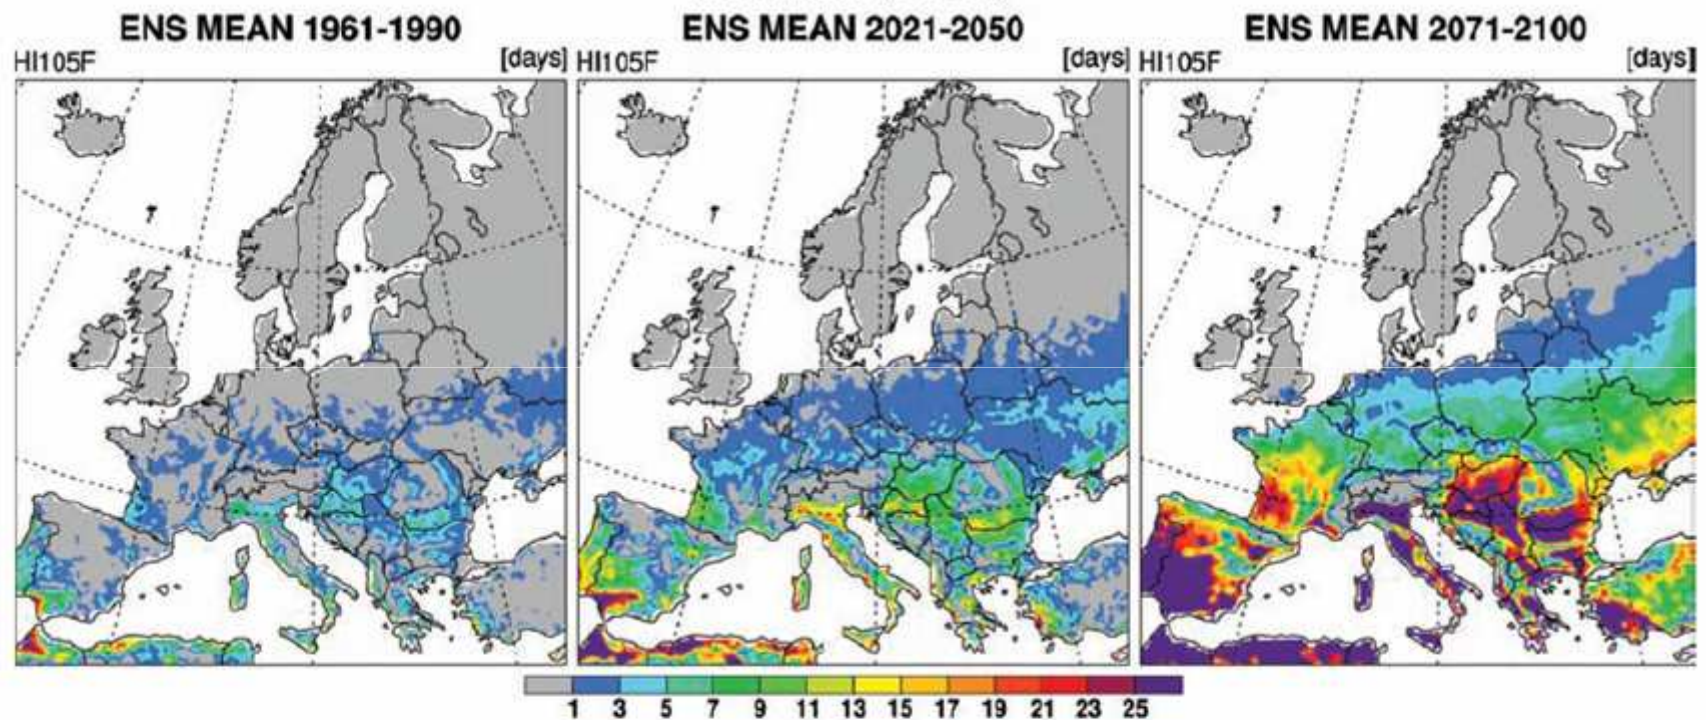 ENS MEAN 1961-1990
HI105F [days]
ENS MEAN 2021-2050
HI105F [days]
ENS MEAN 2071-2100
HI105F [days]
1 3 5 7 9 11 13 15 17 19 21 23 25